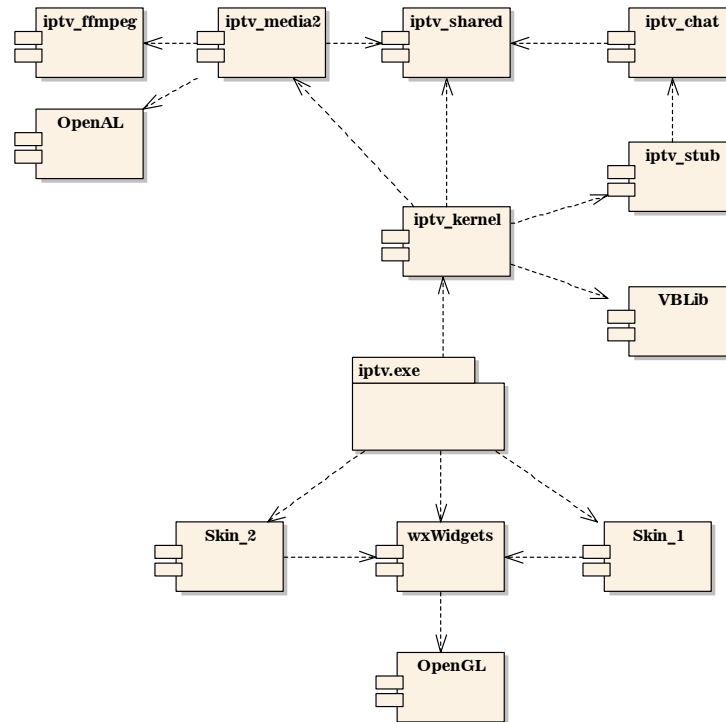 iptv_ffmpeg
iptv_media2
iptv_shared
iptv_chat
OpenAL
iptv_stub
iptv_kernel
VBLib
iptv.exe
Skin_2
wxWidgets
Skin_1
OpenGL